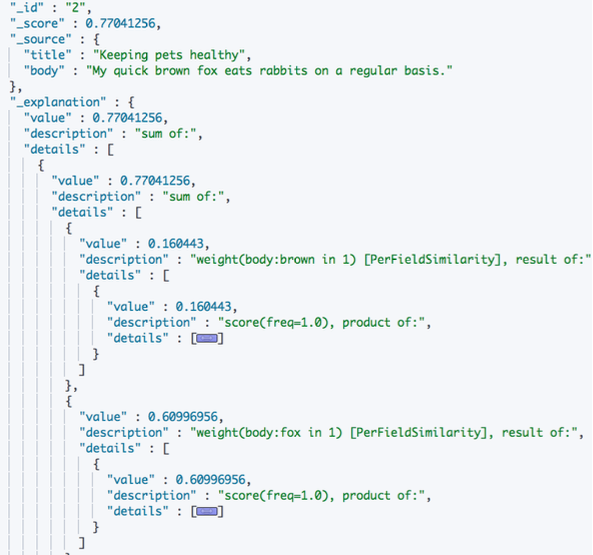 "_id" : "2",
"_score" : 0.77041256,
"_source" : {
"title" : "Keeping pets healthy",
"body" : "My quick brown fox eats rabbits on a regular basis."
},
"_explanation" : {
"value" : 0.77041256,
"description" : "sum of:",
"details" : [
{
"value" : 0.77041256,
"description" : "sum of:",
"details" : [
{
"value" : 0.160443,
"description" : "weight(body:brown in 1) [PerFieldSimilarity], result of:"
"details" : [
{
"value" : 0.160443,
"description" : "score(freq=1.0), product of:",
"details" : [ ]
}
]
},
{
"value" : 0.60996956,
"description" : "weight(body:fox in 1) [PerFieldSimilarity], result of:",
"details" : [
{
"value" : 0.60996956,
"description" : "score(freq=1.0), product of:",
"details" : [ ]
}
]